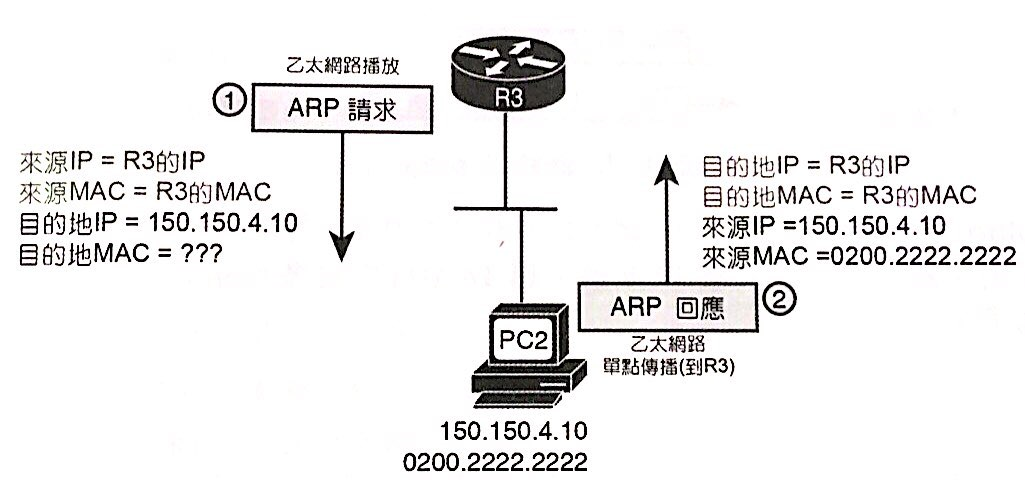 乙太網路播放
① ARP 請求
R3
來源IP = R3的IP
來源MAC = R3的MAC
目的地IP = 150.150.4.10
目的地MAC = ???
目的地IP = R3的IP
目的地MAC = R3的MAC
來源IP =150.150.4.10
來源MAC =0200.2222.2222
ARP 回應 ②
乙太網路
單點傳播(到R3)
PC2
150.150.4.10
0200.2222.2222